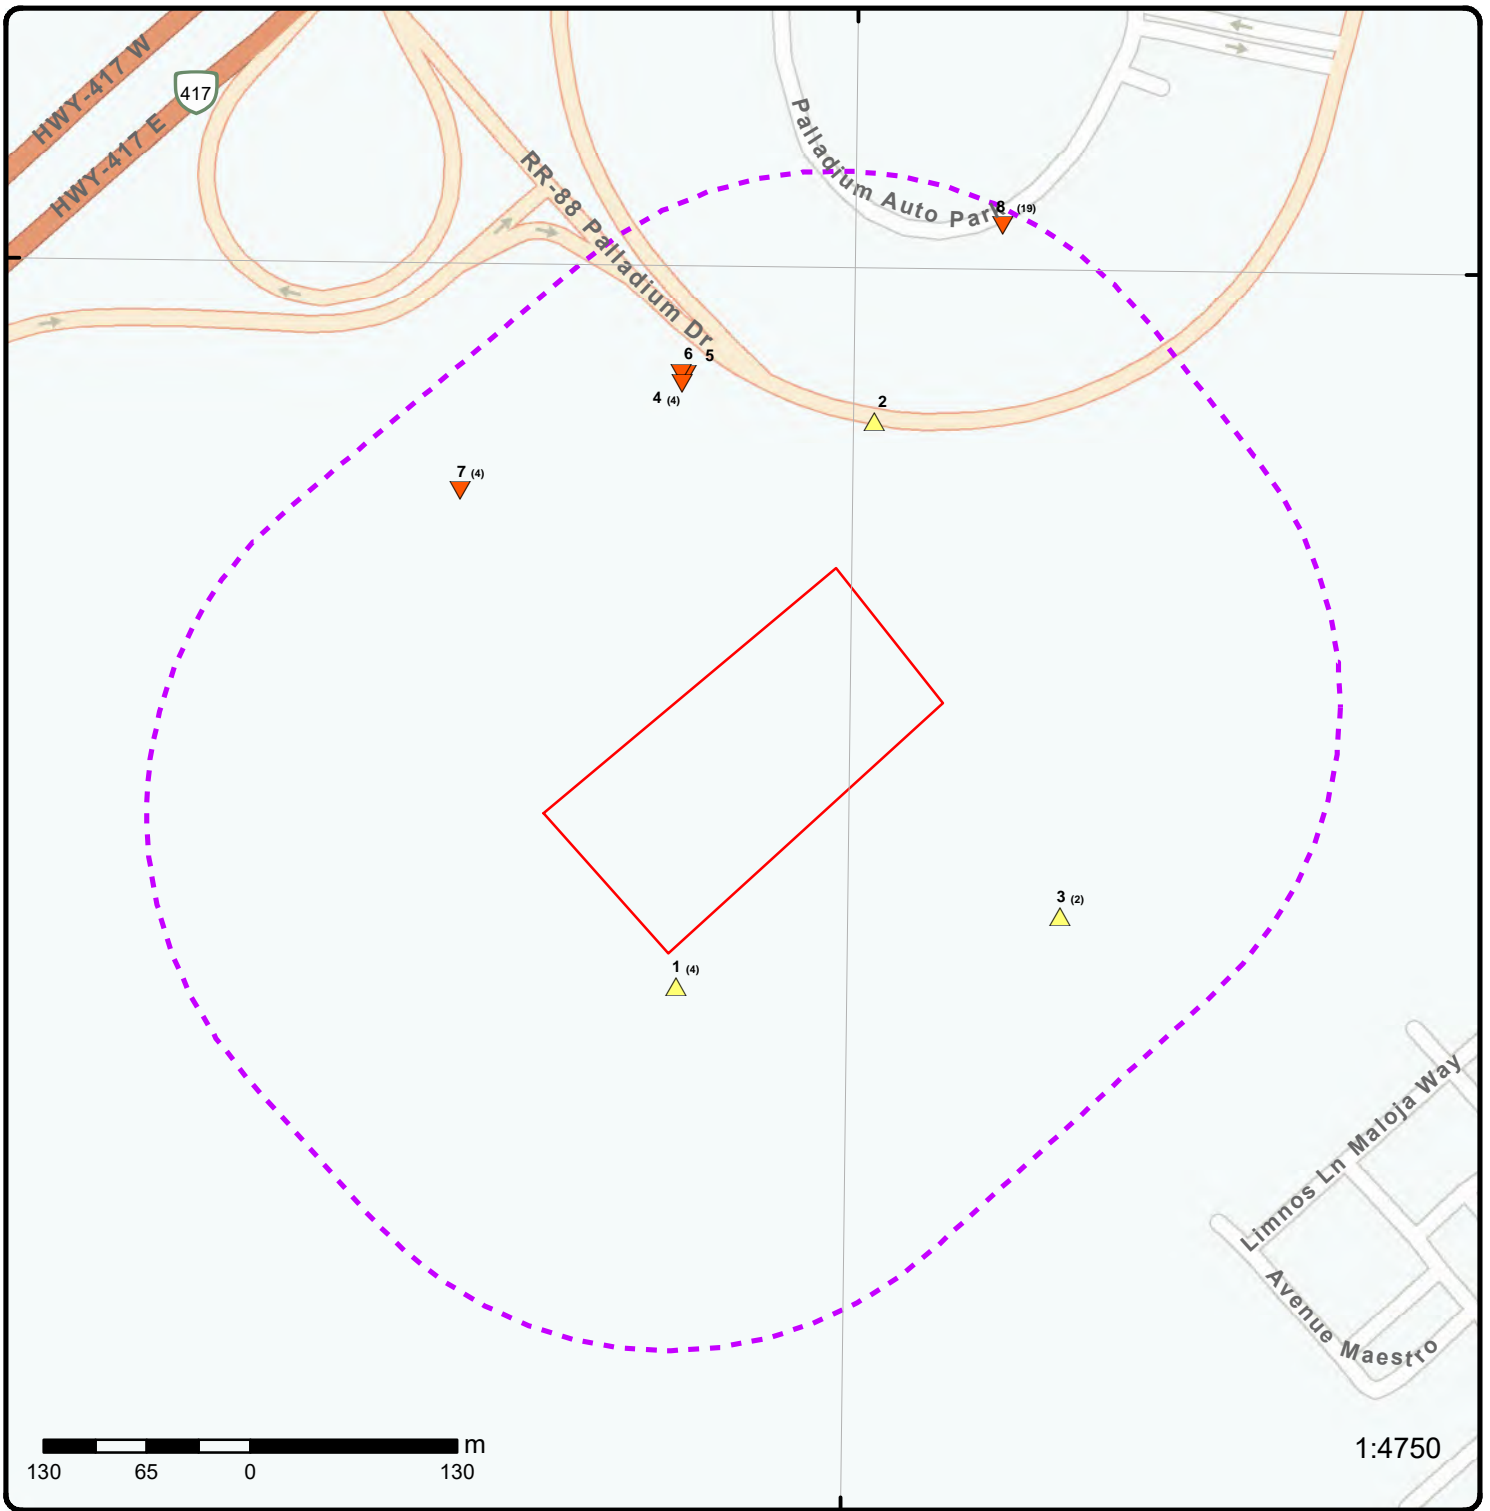 HWY-417 W
417
HWY-417 E
RR-88 Palladium Dr
Palladium Auto Park
8 (19)
6 5
4 (4)
2
7 (4)
3 (2)
1 (4)
Limnos Ln Maloja Way
Avenue Maestro
m
130 65 0 130
1:4750